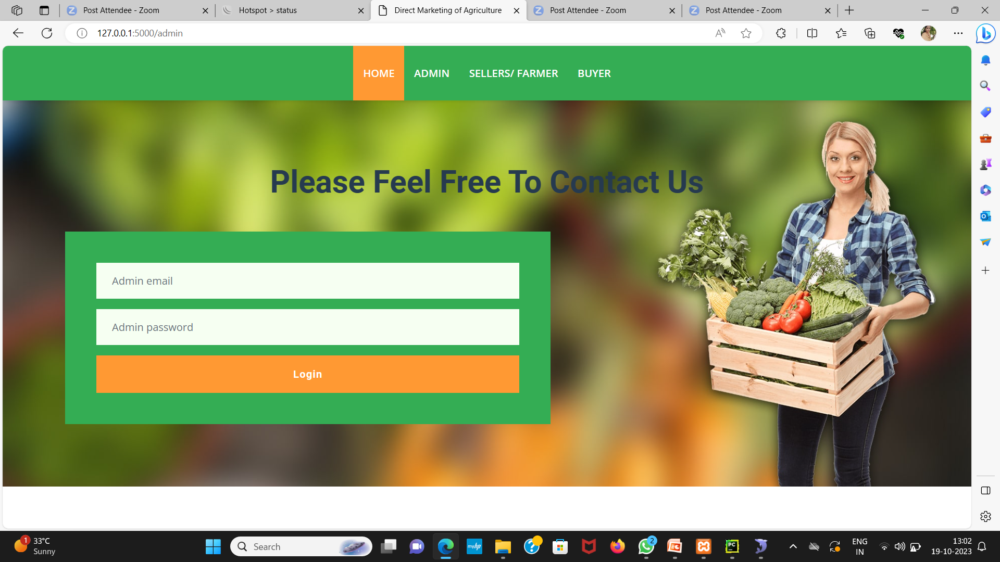 Post Attendee - Zoom
Hotspot > status
Direct Marketing of Agriculture
Post Attendee - Zoom
Post Attendee - Zoom
127.0.0.1:5000/admin
HOME
ADMIN
SELLERS/ FARMER
BUYER
Please Feel Free To Contact Us
Admin email
Admin password
Login
1
33°C
Sunny
Search
myhp
2
PC
ENG
IN
13:02
19-10-2023